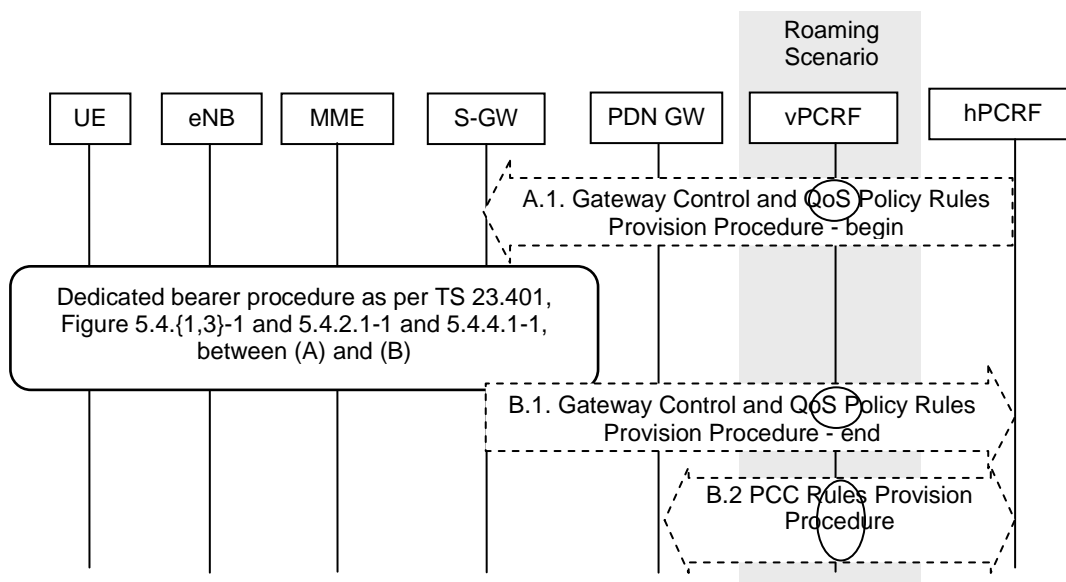 Roaming
Scenario
UE
eNB
MME
S-GW
PDN GW
vPCRF
hPCRF
A.1. Gateway Control and QoS Policy Rules
Provision Procedure - begin
Dedicated bearer procedure as per TS 23.401,
Figure 5.4.{1,3}-1 and 5.4.2.1-1 and 5.4.4.1-1,
between (A) and (B)
B.1. Gateway Control and QoS Policy Rules
Provision Procedure - end
B.2 PCC Rules Provision
Procedure